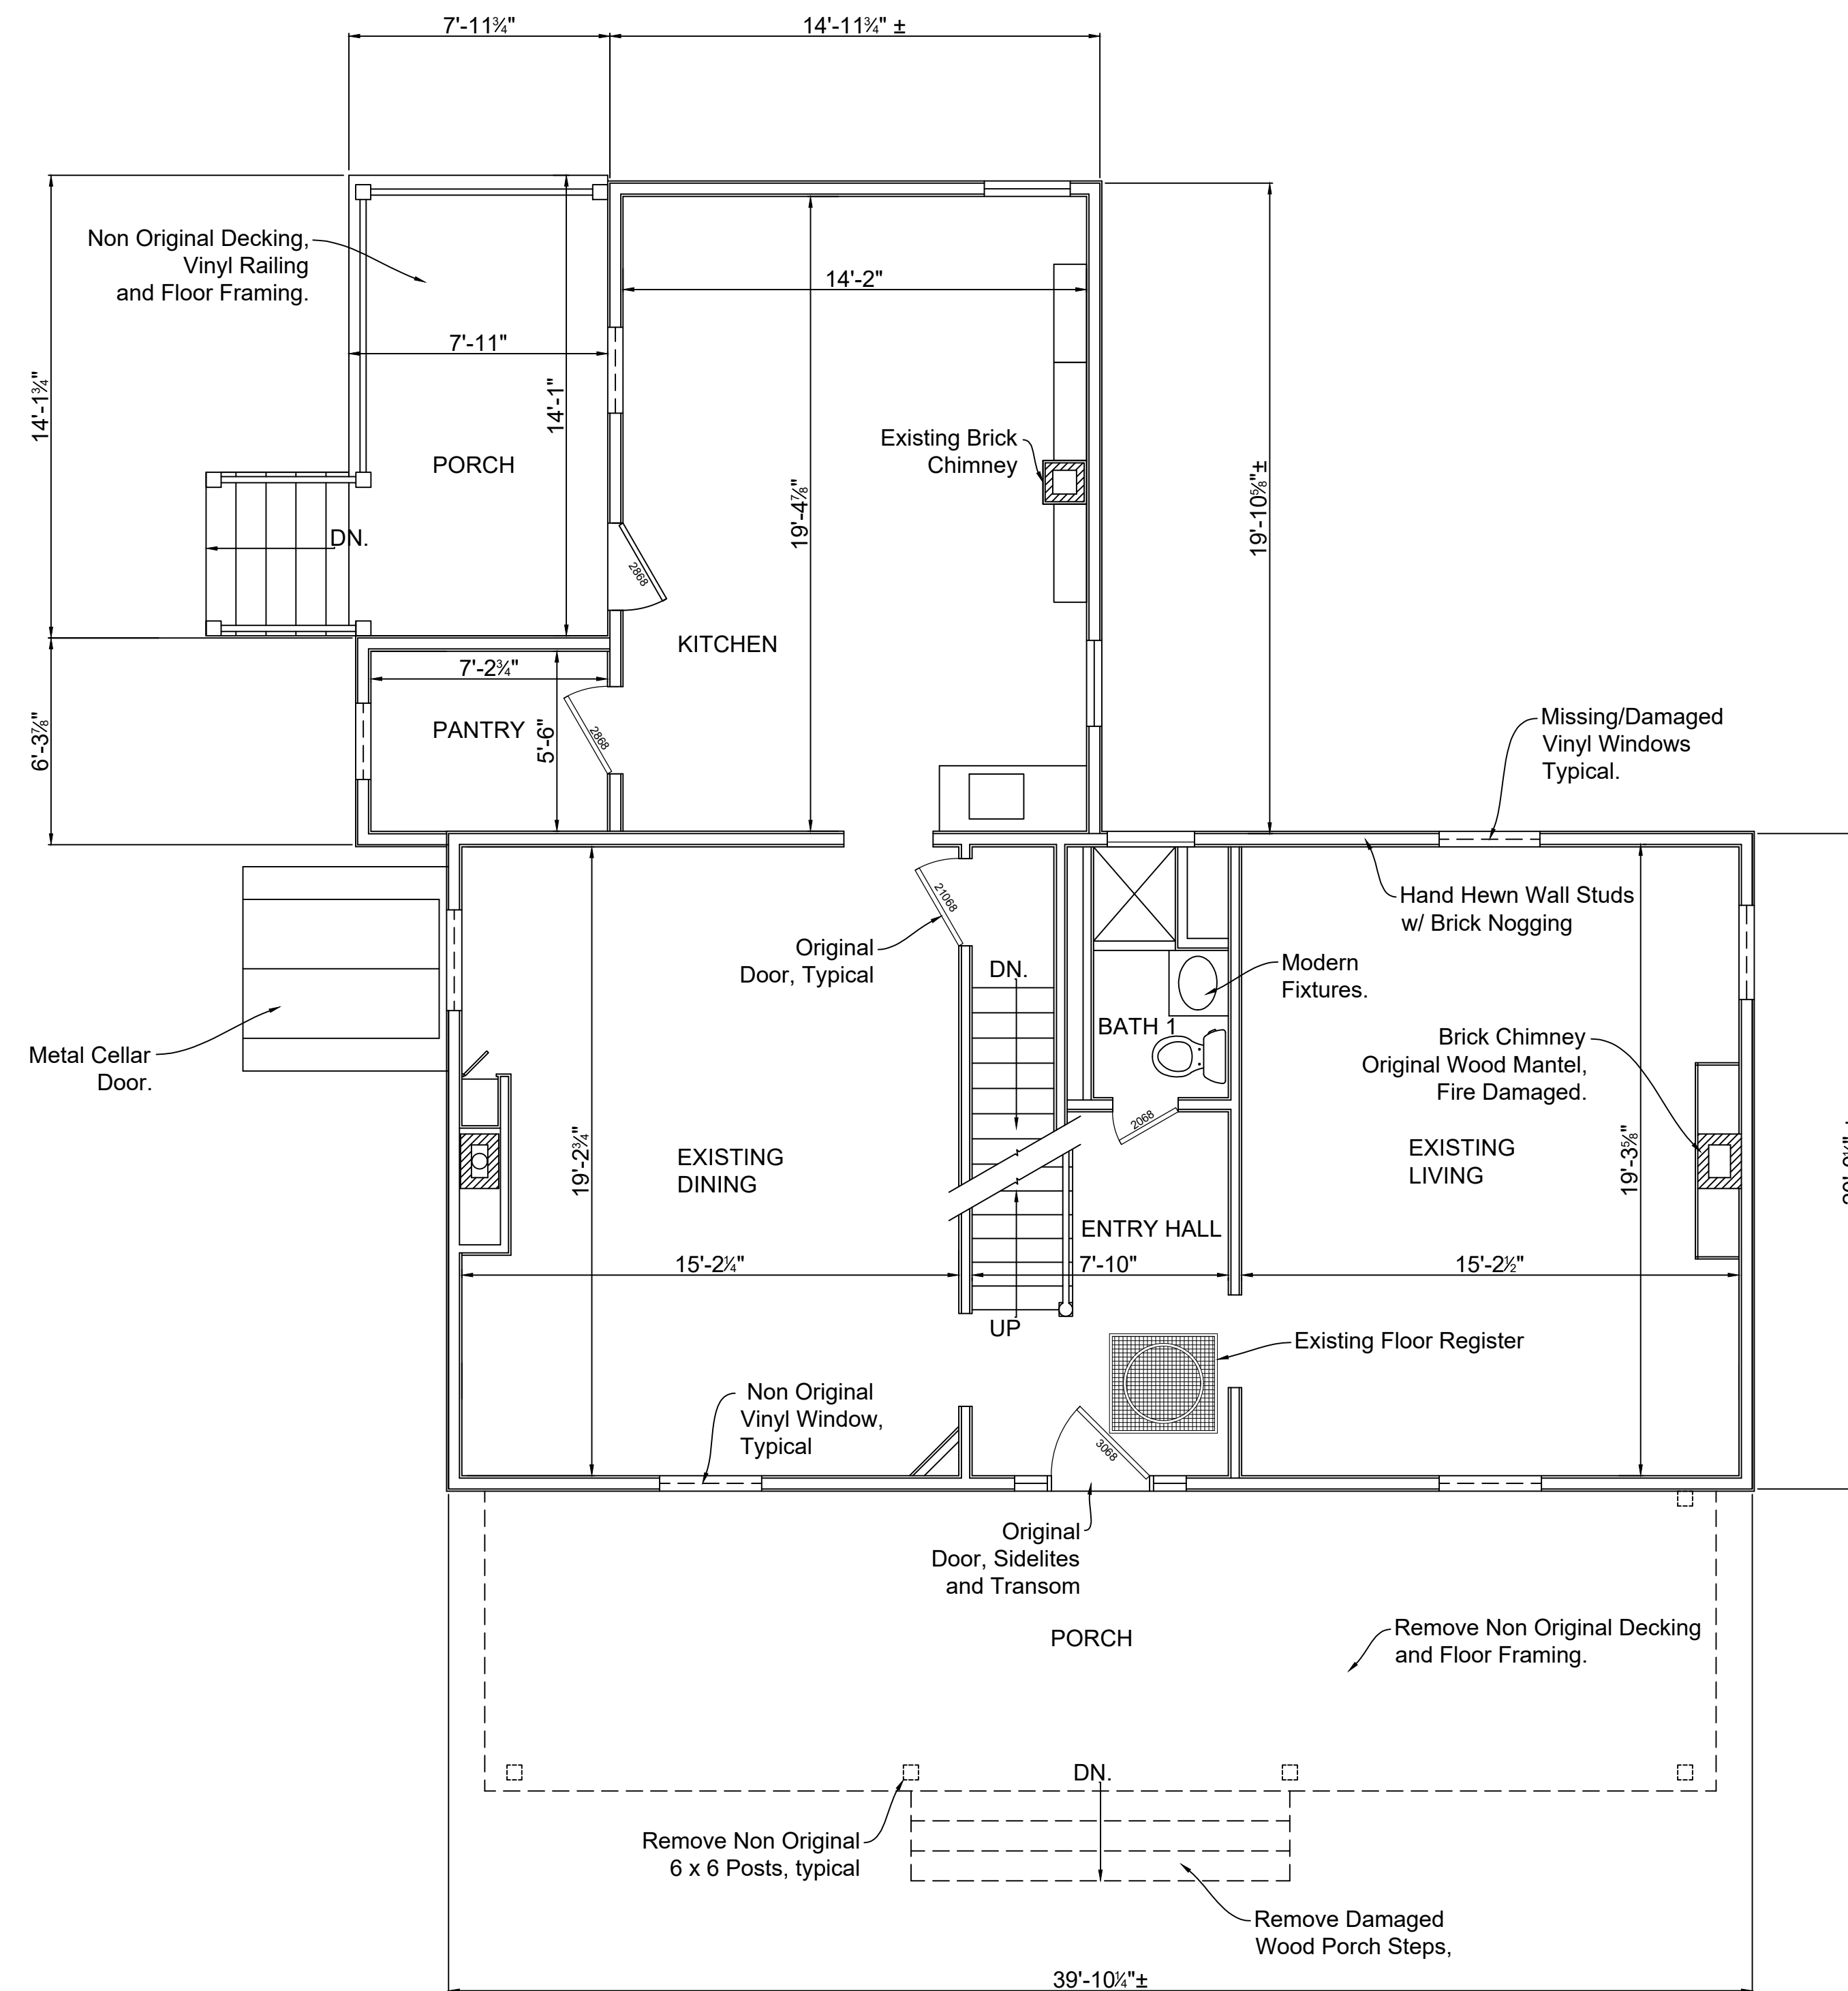 7'-11¾"
14'-11¾" ±
Non Original Decking,
Vinyl Railing
and Floor Framing.
14'-2"
7'-11"
14'-1¾"
14'-1"
Existing Brick
Chimney
PORCH
19'-4⅞"
19'-10⅝"±
DN.
2868
KITCHEN
7'-2¾"
PANTRY
5'-6"
2868
6'-3⅞"
Missing/Damaged
Vinyl Windows
Typical.
21068
Hand Hewn Wall Studs
w/ Brick Nogging
Original
Door, Typical
DN.
Modern
Fixtures.
BATH 1
Metal Cellar
Door.
Brick Chimney
Original Wood Mantel,
Fire Damaged.
2068
19'-2¾"
EXISTING
DINING
EXISTING
LIVING
19'-3⅝"
ENTRY HALL
15'-2¼"
7'-10"
15'-2½"
UP
Existing Floor Register
Non Original
Vinyl Window,
Typical
3068
Original
Door, Sidelites
and Transom
PORCH
Remove Non Original Decking
and Floor Framing.
DN.
Remove Non Original
6 x 6 Posts, typical
Remove Damaged
Wood Porch Steps,
39'-10¼"±